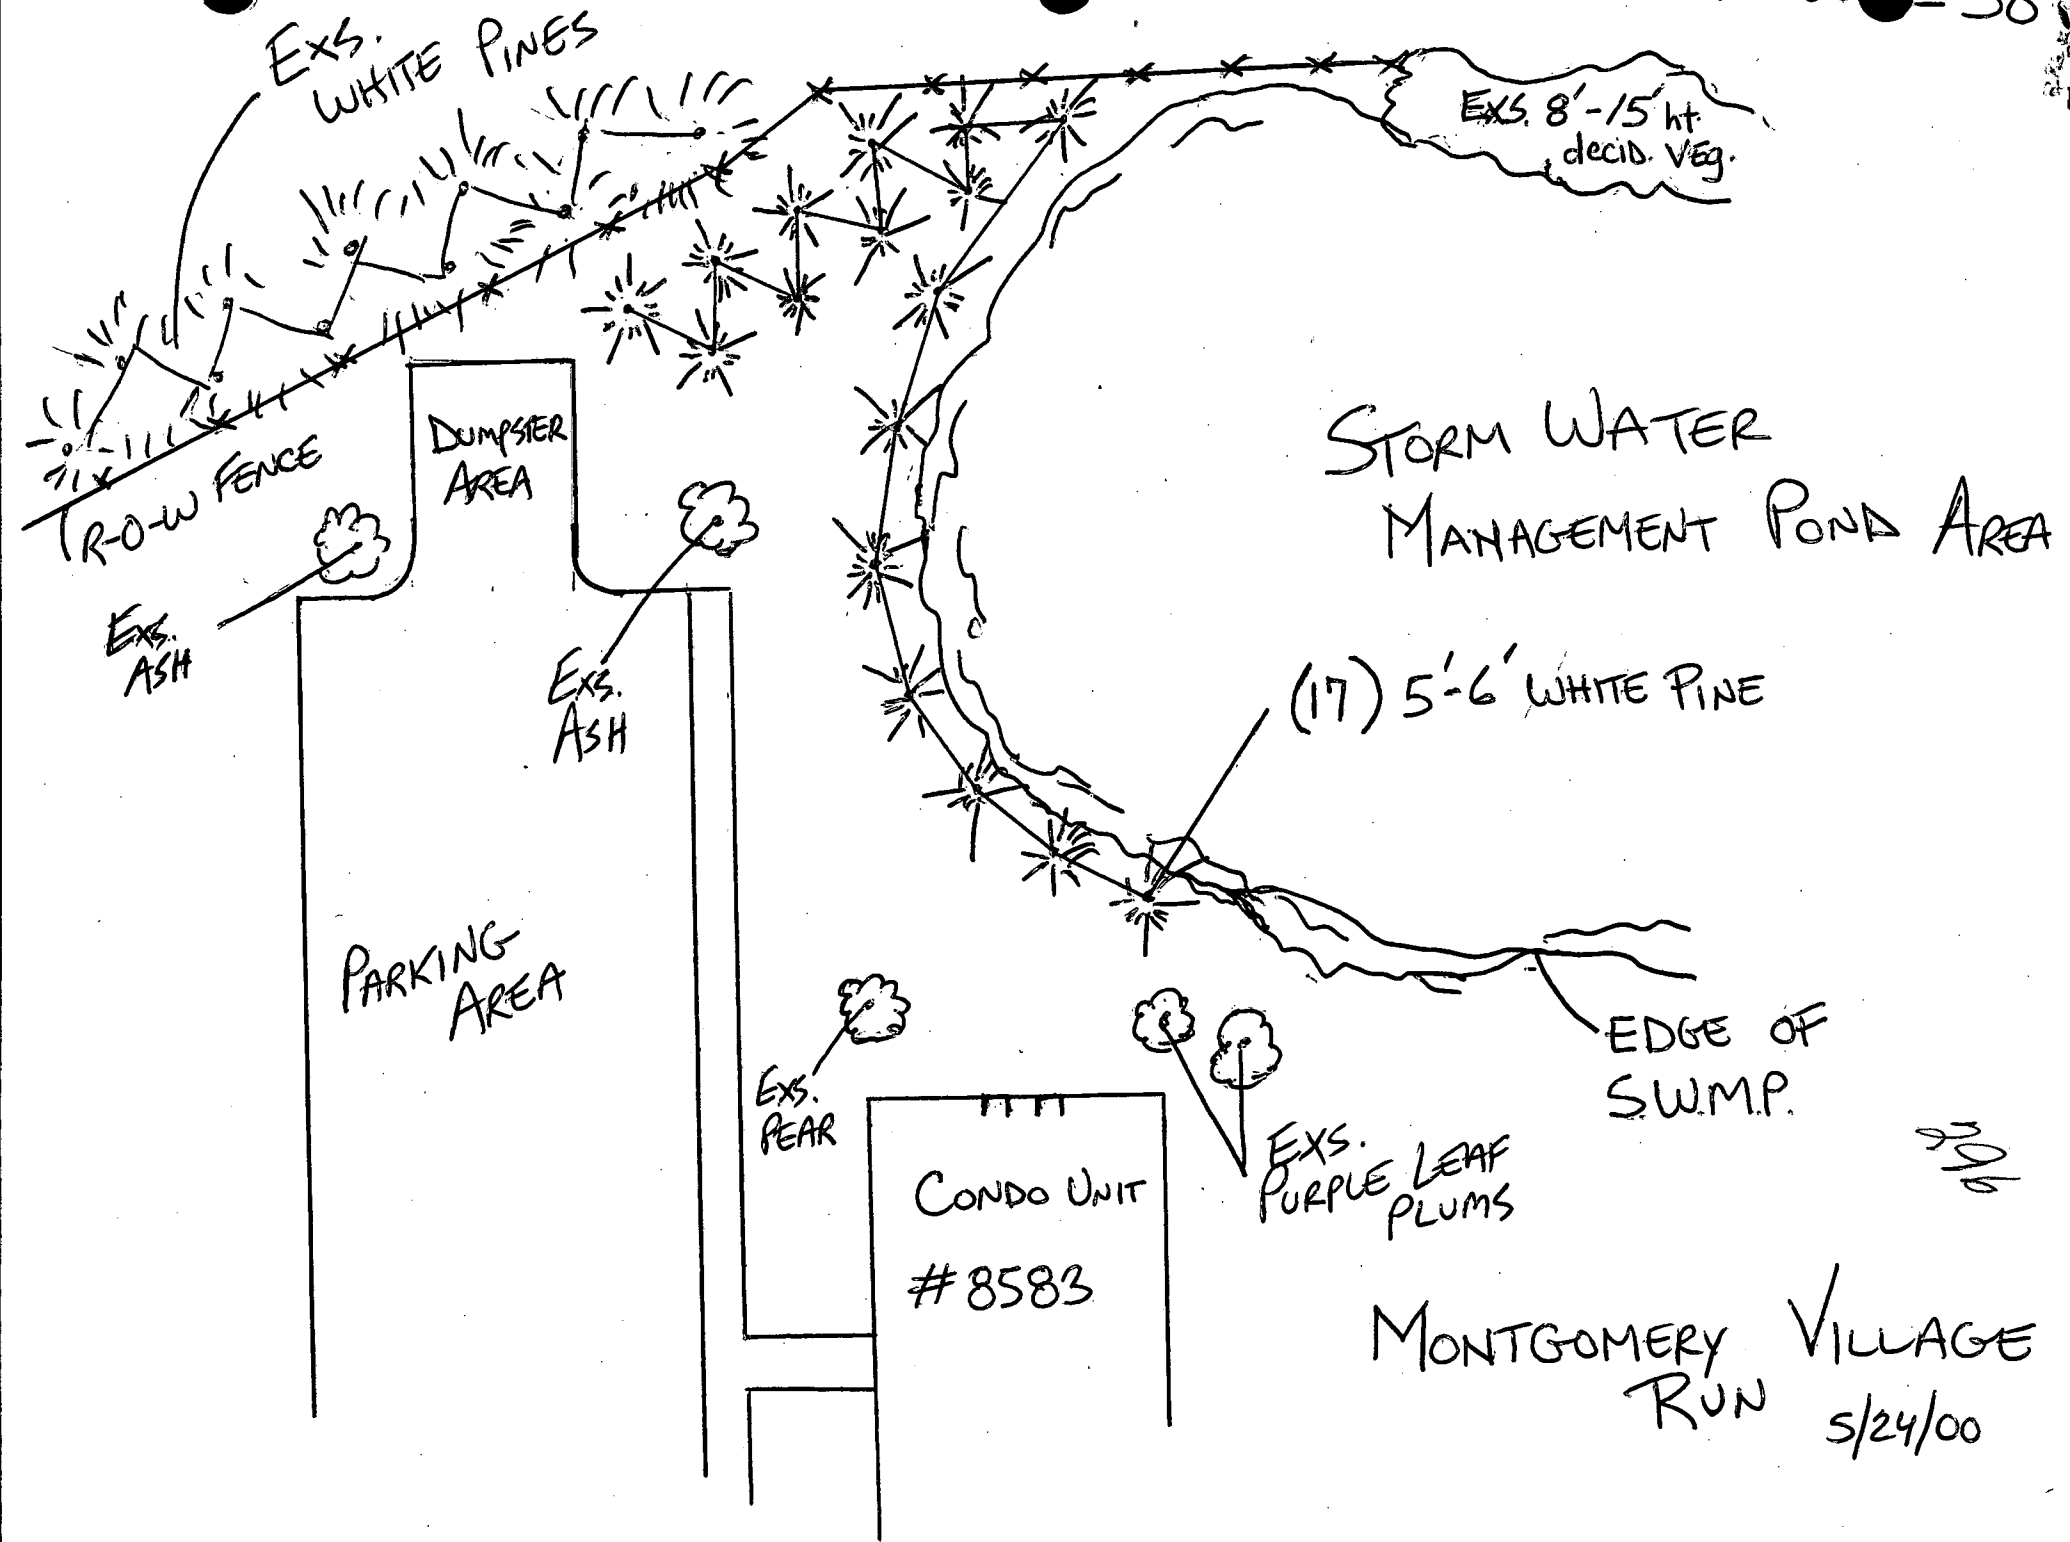 - 38
EXS.
WHITE PINES
EXS. 8'-15' ht.
decid. VEG.
R-O-W FENCE
DUMPSTER
AREA
STORM WATER
MANAGEMENT POND AREA
EXS.
ASH
EXS.
ASH
(17) 5'-6' WHITE PINE
PARKING
AREA
EDGE OF
S.W.M.P.
EXS.
PEAR
EXS.
PURPLE LEAF
PLUMS
CONDO UNIT
#8583
MONTGOMERY VILLAGE
RUN
5/24/00